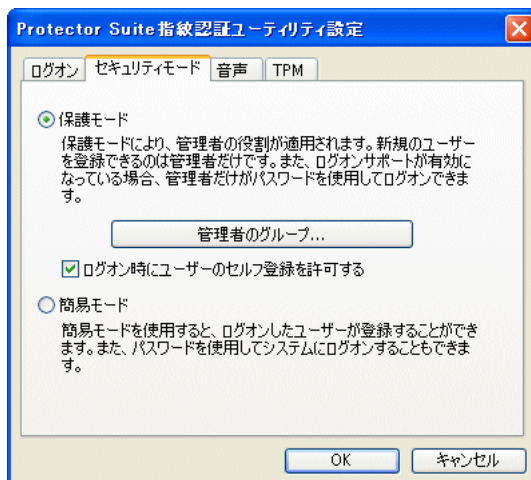 Protector Suite指紋認証ユーティリティ設定
ログオン セキュリティモード 音声 TPM
保護モード
保護モードにより、管理者の役割が適用されます。新規のユーザー
を登録できるのは管理者だけです。また、ログオンサポートが有効に
なっている場合、管理者だけがパスワードを使用してログオンできま
す。
管理者のグループ...
ログオン時にユーザーのセルフ登録を許可する
簡易モード
簡易モードを使用すると、ログオンしたユーザーが登録することができ
ます。また、パスワードを使用してシステムにログオンすることもできま
す。
OK キャンセル